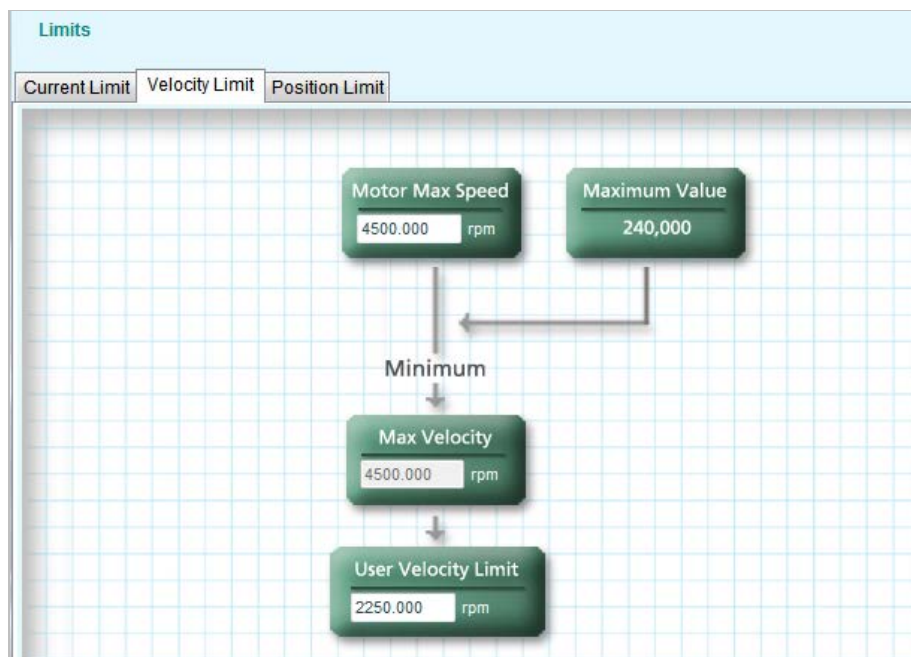 Limits
Current Limit Velocity Limit Position Limit
Motor Max Speed
4500.000 rpm
Maximum Value
240,000
Minimum
Max Velocity
4500.000 rpm
User Velocity Limit
2250.000 rpm